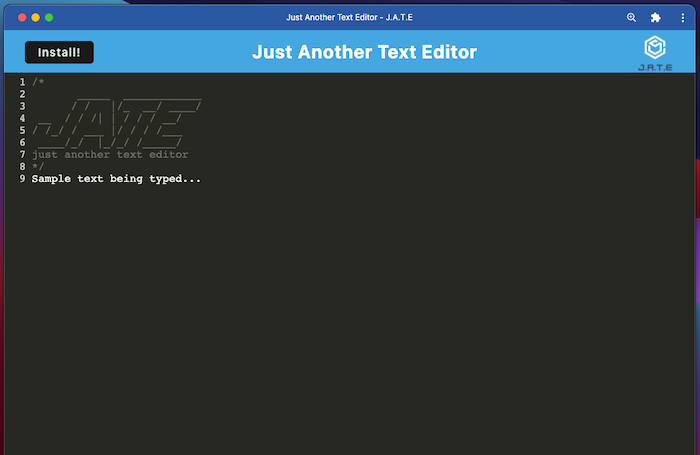 Just Another Text Editor - J.A.T.E
Install!
Just Another Text Editor
J.A.T.E
1 /*
2
3
4
5
6
7 just another text editor
8 */
9 Sample text being typed...
JATE